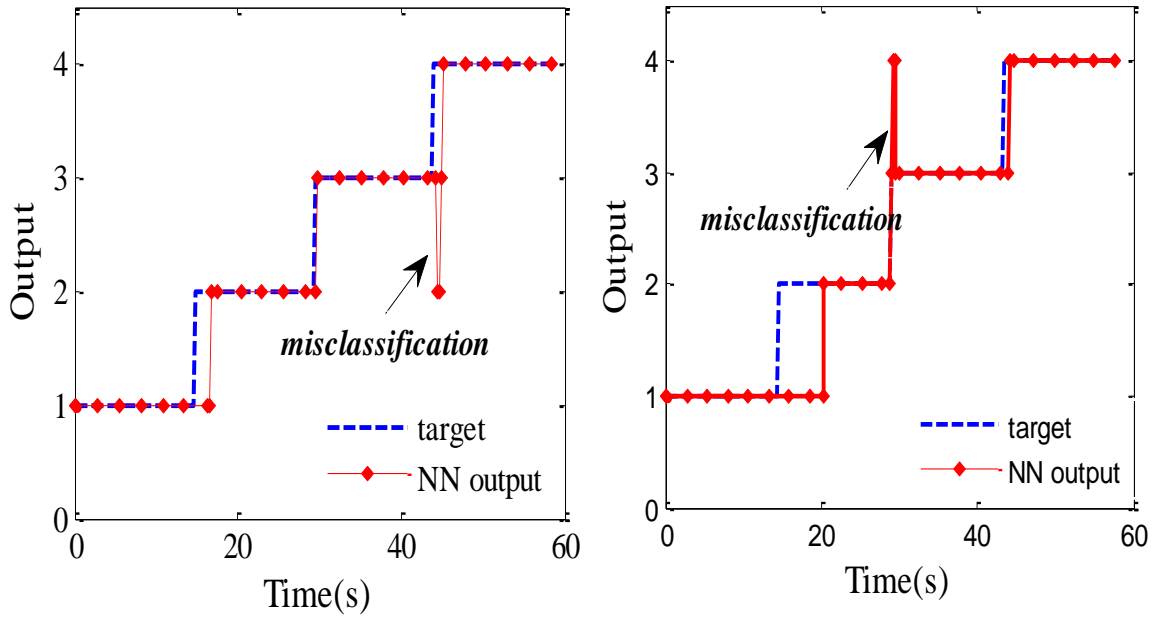 Output
4
3
2
1
0
misclassification
target
NN output
0 20 40 60
Time(s)
Output
4
3
2
1
0
misclassification
target
NN output
0 20 40 60
Time(s)